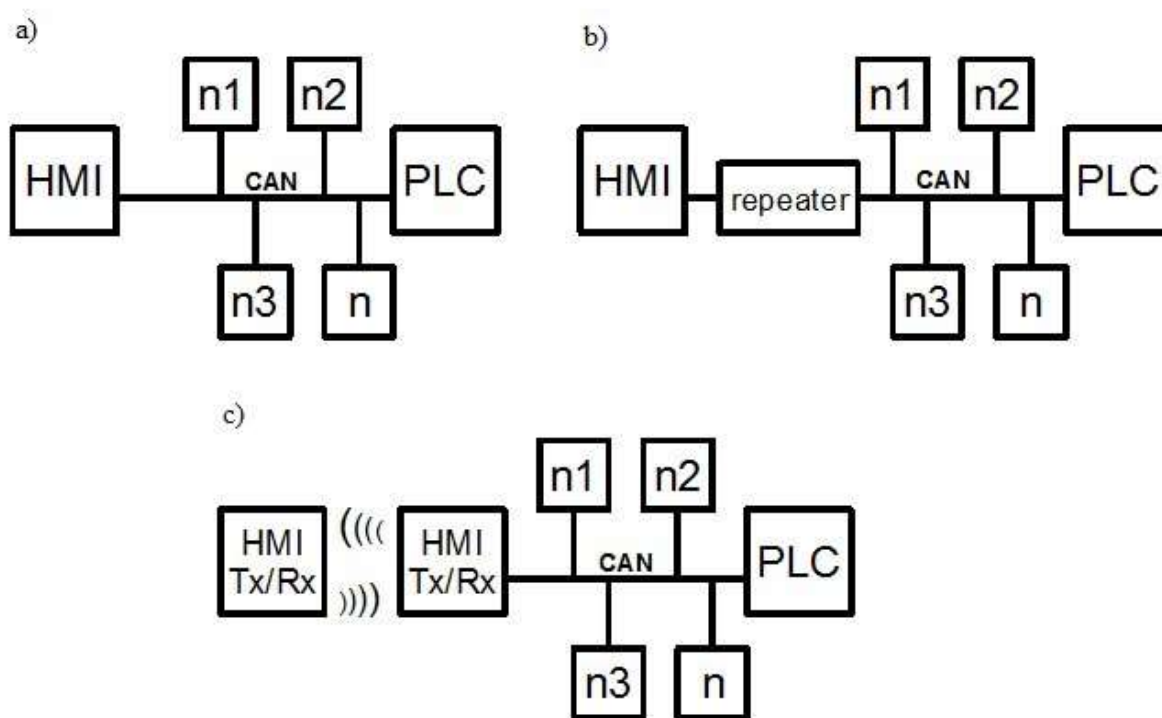 a)
n1
n2
HMI
CAN
PLC
n3
n
b)
n1
n2
HMI
repeater
CAN
PLC
n3
n
c)
n1
n2
HMI
Tx/Rx
((((
))))
HMI
Tx/Rx
CAN
PLC
n3
n